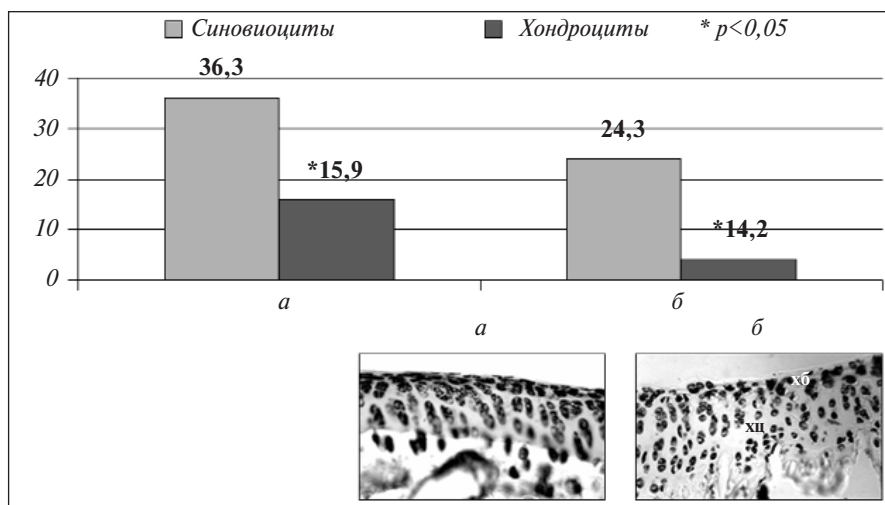 Синовиоциты Хондроциты * p<0,05
36,3
40
30
24,3
*15,9
20
*14,2
10
0
а б
а б
хб
хц